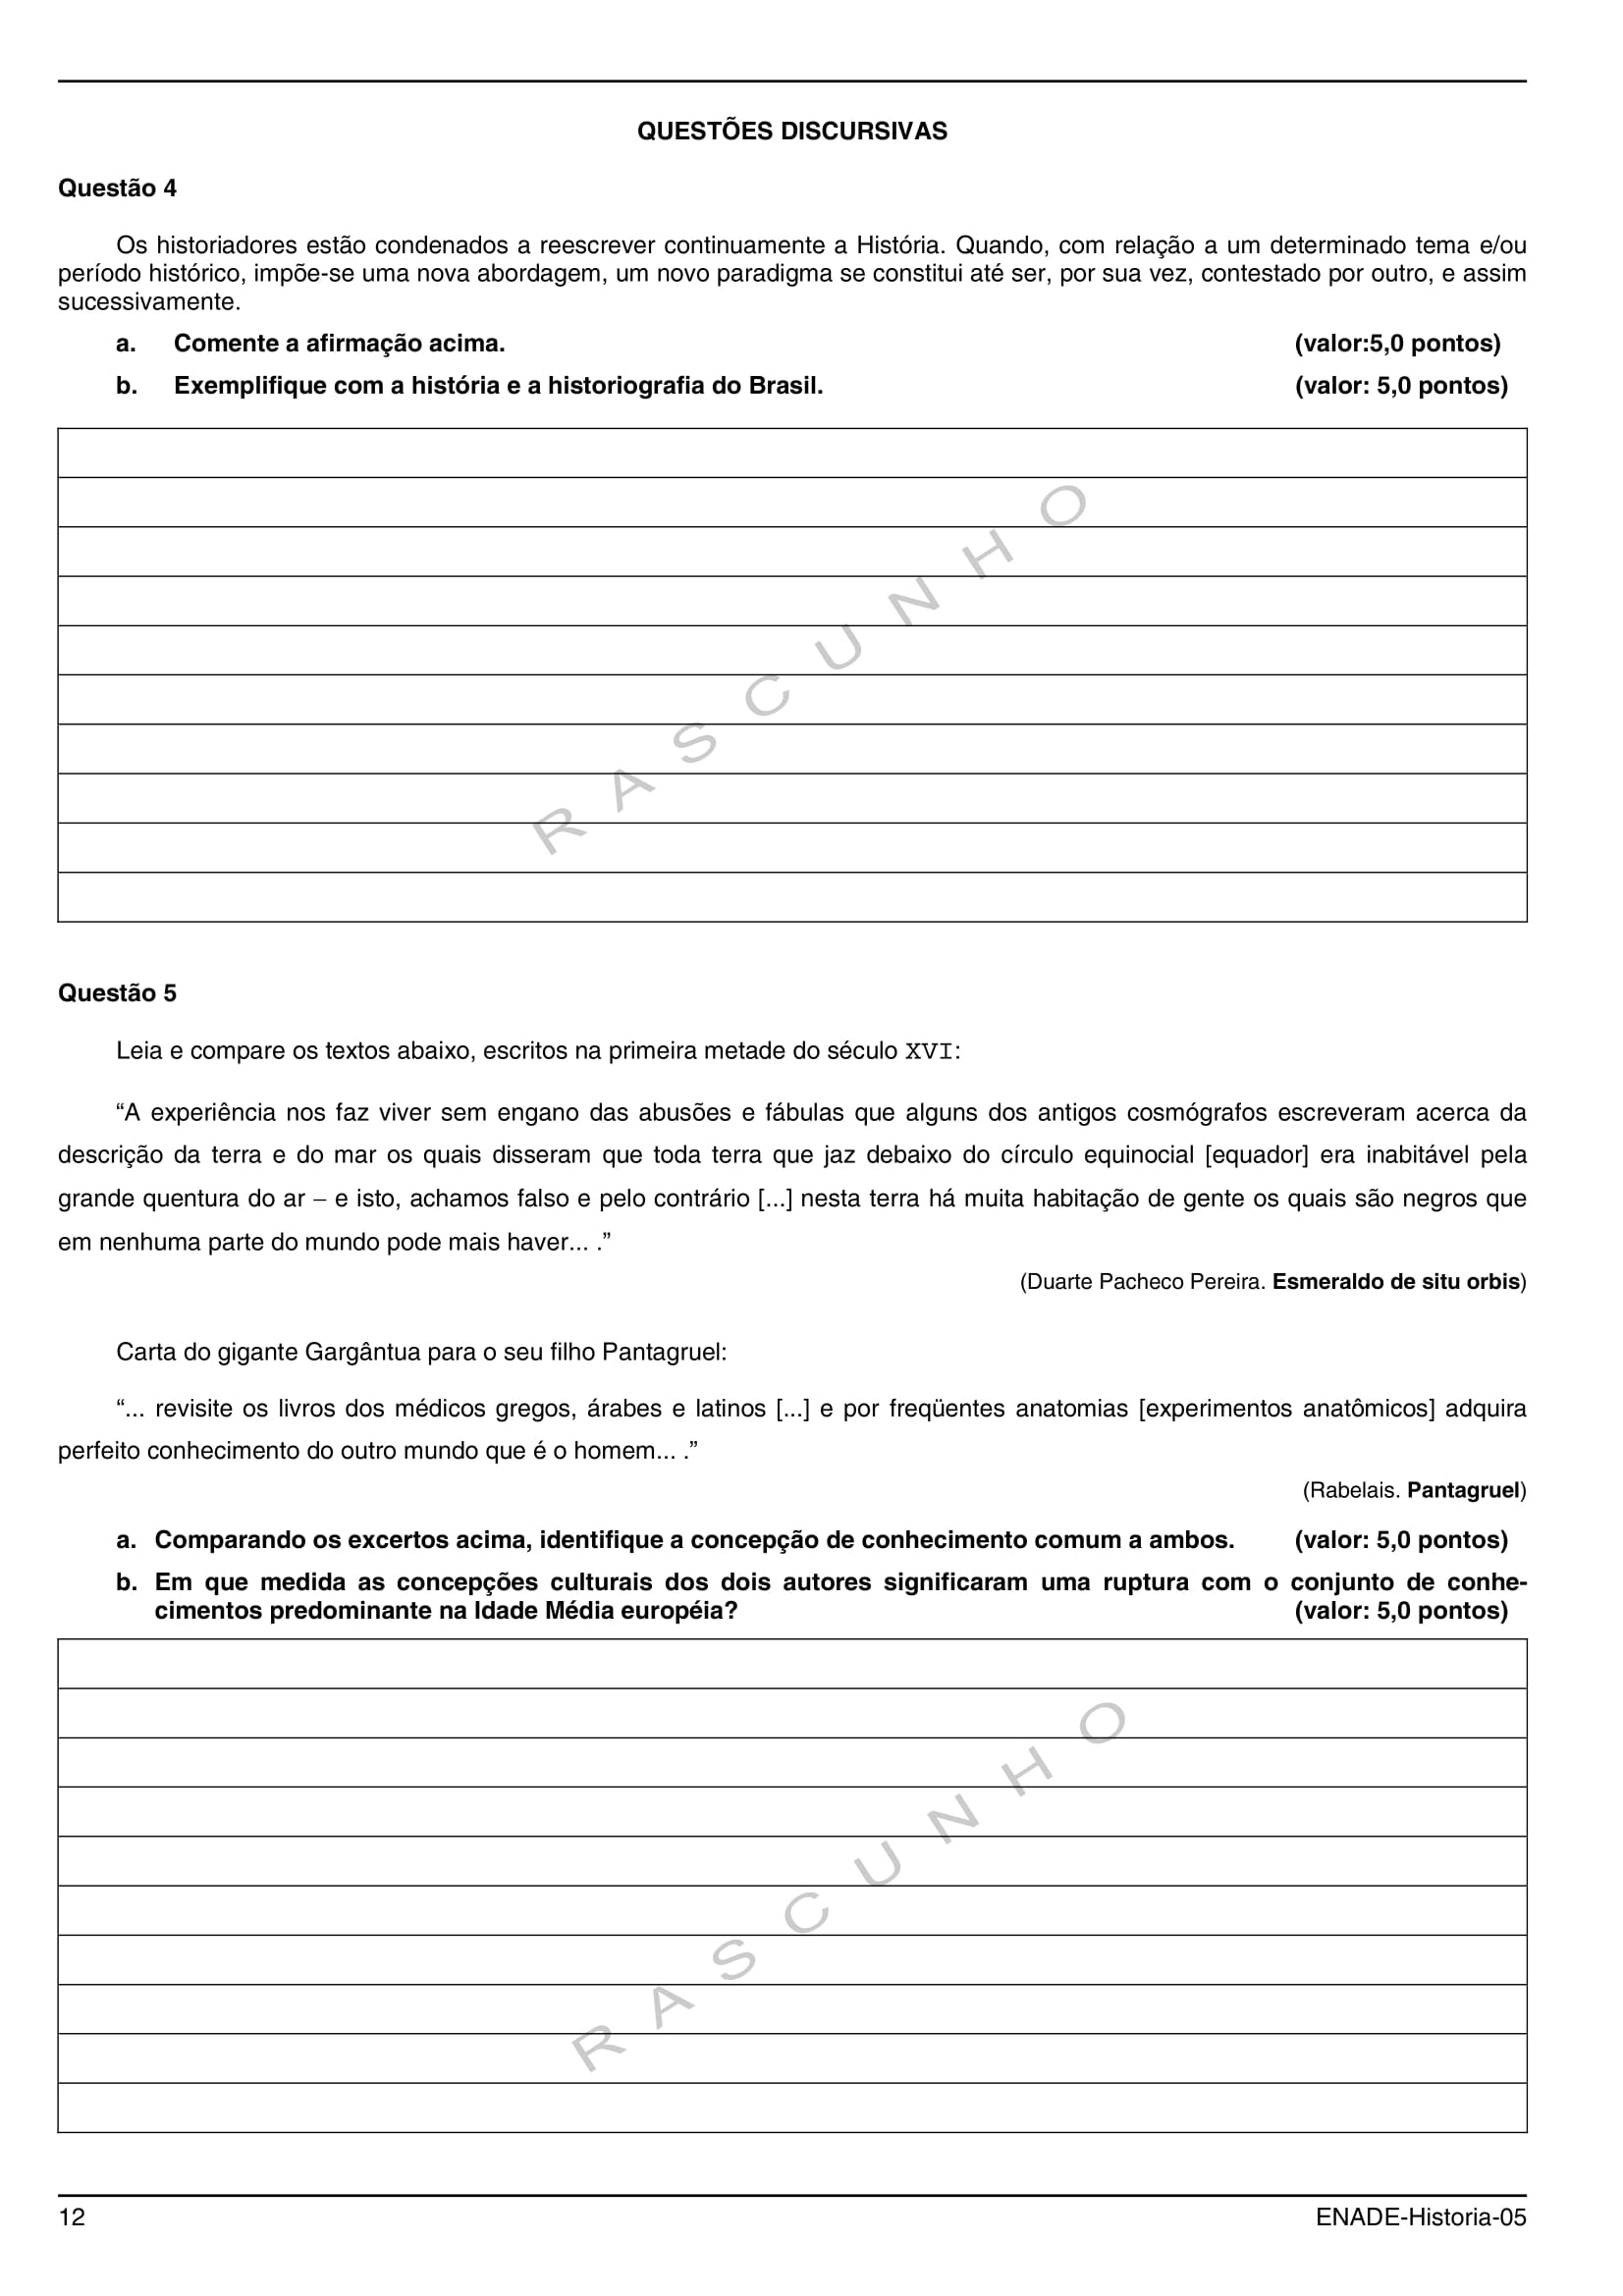 QUESTÕES DISCURSIVAS
Questão 4
Os historiadores estão condenados a reescrever continuamente a História. Quando, com relação a um determinado tema e/ou
período histórico, impõe-se uma nova abordagem, um novo paradigma se constitui até ser, por sua vez, contestado por outro, e assim
sucessivamente.
a. Comente a afirmação acima. (valor:5,0 pontos)
b. Exemplifique com a história e a historiografia do Brasil. (valor: 5,0 pontos)
RASCUNHO
Questão 5
Leia e compare os textos abaixo, escritos na primeira metade do século XVI:
“A experiência nos faz viver sem engano das abusões e fábulas que alguns dos antigos cosmógrafos escreveram acerca da
descrição da terra e do mar os quais disseram que toda terra que jaz debaixo do círculo equinocial [equador] era inabitável pela
grande quentura do ar – e isto, achamos falso e pelo contrário [...] nesta terra há muita habitação de gente os quais são negros que
em nenhuma parte do mundo pode mais haver... .”
(Duarte Pacheco Pereira. Esmeraldo de situ orbis)
Carta do gigante Gargântua para o seu filho Pantagruel:
“... revisite os livros dos médicos gregos, árabes e latinos [...] e por freqüentes anatomias [experimentos anatômicos] adquira
perfeito conhecimento do outro mundo que é o homem... .”
(Rabelais. Pantagruel)
a. Comparando os excertos acima, identifique a concepção de conhecimento comum a ambos. (valor: 5,0 pontos)
b. Em que medida as concepções culturais dos dois autores significaram uma ruptura com o conjunto de conhe-
cimentos predominante na Idade Média européia? (valor: 5,0 pontos)
RASCUNHO
12 ENADE-Historia-05